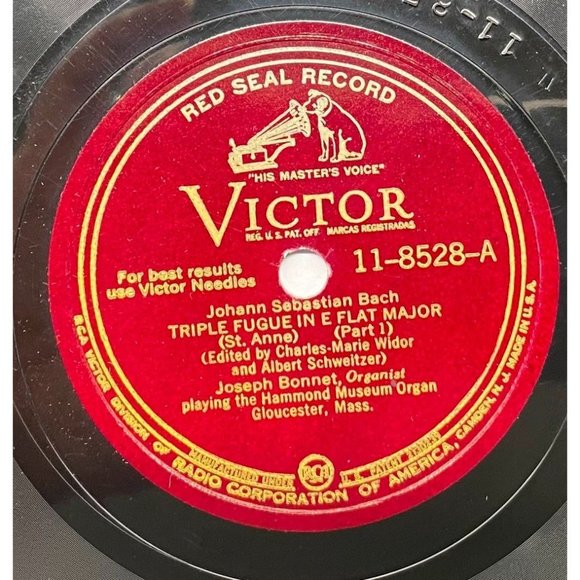 RED SEAL RECORD
"HIS MASTER'S VOICE"
VICTOR
REG. U. S. PAT. OFF. MARCAS REGISTRADAS
For best results
use Victor Needles
11-8528-A
Johann Sebastian Bach
TRIPLE FUGUE IN E FLAT MAJOR
(St. Anne) (Part 1)
(Edited by Charles-Marie Widor
and Albert Schweitzer)
Joseph Bonnet, Organist
playing the Hammond Museum Organ
Gloucester, Mass.
MANUFACTURED UNDER
RCA
U. S. PATENT
RCA VICTOR DIVISION OF RADIO CORPORATION OF AMERICA, CAMDEN, N. J. MADE IN U.S.A.